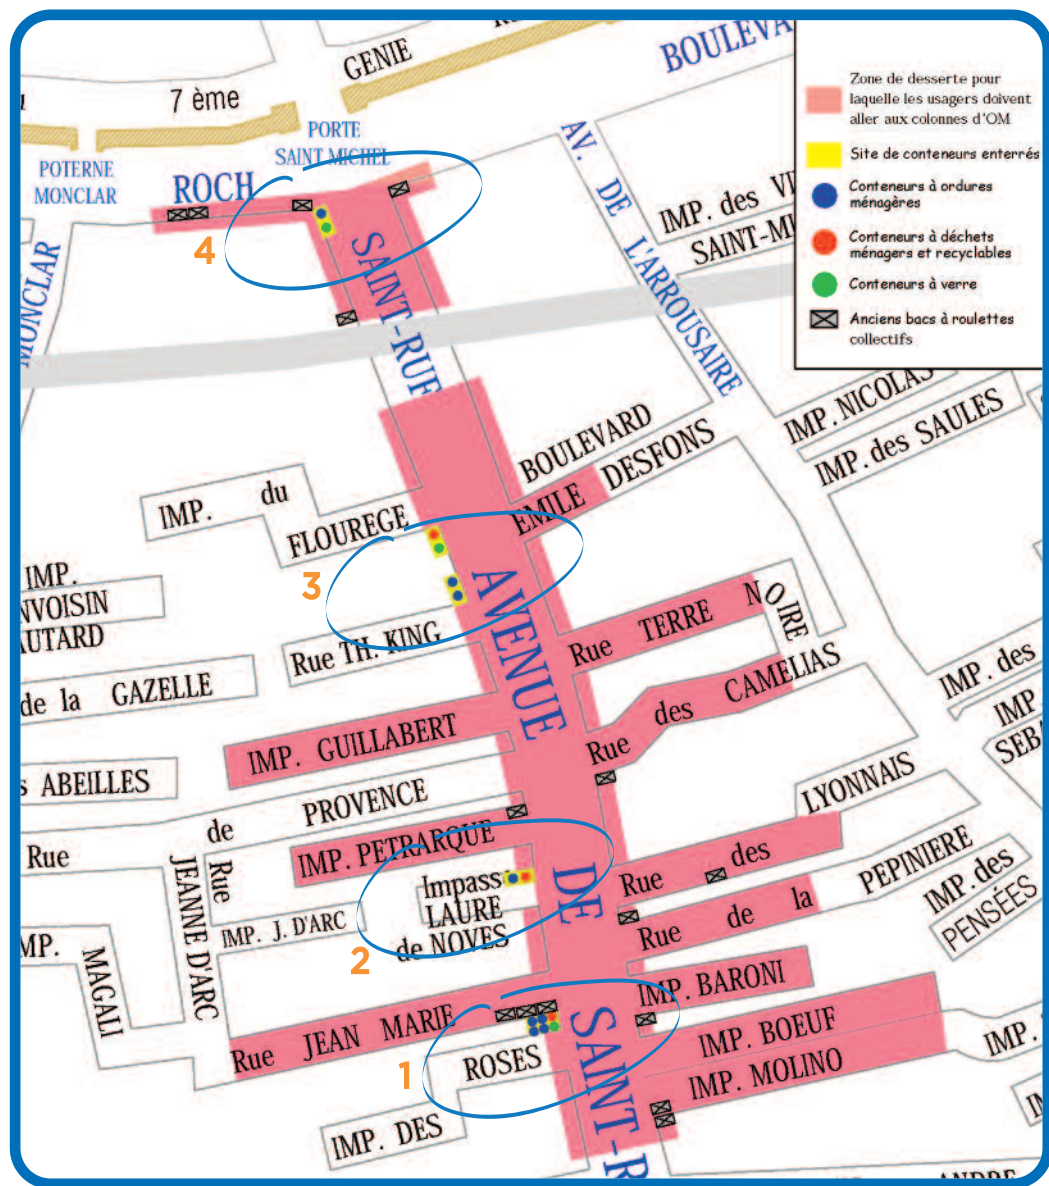 GENIE
7 ème
BOULEVA
POTERNE
MONCLAR
PORTE
SAINT MICHEL
ROCH
MONCLAR
4
SAINT-RUF
AV. DE L'ARROUSAIRE
IMP. des VI
SAINT-MI
Zone de desserte pour
laquelle les usagers doivent
aller aux colonnes d'OM
Site de conteneurs enterrés
Conteneurs à ordures
ménagères
Conteneurs à déchets
ménagers et recyclables
Conteneurs à verre
Anciens bacs à roulettes
collectifs
IMP. NICOLAS
IMP. des SAULES
BOULEVARD
EMILE DESFONS
IMP. du
FLOUREGE
3
IMP.
NVOISIN
AUTARD
Rue TH. KING
AVENUE
Rue TERRE NOIRE
de la GAZELLE
Rue des CAMELIAS
IMP. des
IMP
SEBA
IMP. GUILLABERT
s ABEILLES
PROVENCE
de
Rue
IMP. PETRARQUE
LYONNAIS
Rue des
Rue
JEANNE D'ARC
Impass
LAURE
de NOVES
DE
PEPINIERE
Rue de la
IMP. des
PENSÉES
IMP. J. D'ARC
2
MP.
MAGALI
IMP. BARONI
Rue JEAN MARIE
1
ROSES
IMP. DES
SAINT-R
IMP. BOEUF
IMP. MOLINO
IMP.
ANDRE